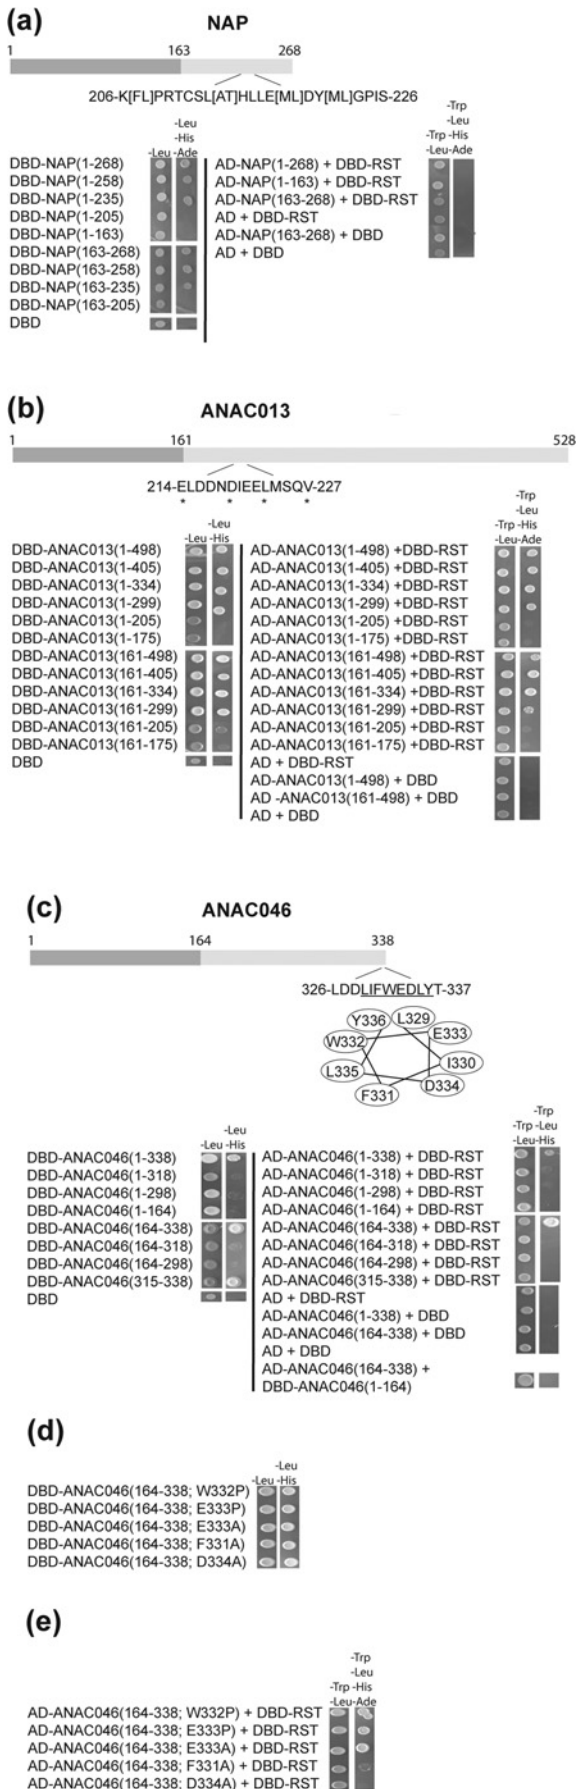 (a)
NAP
1 163 268
206-K[FL]PRTCSL[AT]HLLE[ML]DY[ML]GPIS-226
-Leu
-His
-Leu -Ade
-Trp
-Leu
-Trp -His
-Leu -Ade
DBD-NAP(1-268)
DBD-NAP(1-258)
DBD-NAP(1-235)
DBD-NAP(1-205)
DBD-NAP(1-163)
DBD-NAP(163-268)
DBD-NAP(163-258)
DBD-NAP(163-235)
DBD-NAP(163-205)
DBD
AD-NAP(1-268) + DBD-RST
AD-NAP(1-163) + DBD-RST
AD-NAP(163-268) + DBD-RST
AD + DBD-RST
AD-NAP(163-268) + DBD
AD + DBD
(b)
ANAC013
1 161 528
214-ELDDNDIEELMSQV-227
* * * *
-Leu
-Leu -His
-Trp
-Leu
-Trp -His
-Leu -Ade
DBD-ANAC013(1-498)
DBD-ANAC013(1-405)
DBD-ANAC013(1-334)
DBD-ANAC013(1-299)
DBD-ANAC013(1-205)
DBD-ANAC013(1-175)
DBD-ANAC013(161-498)
DBD-ANAC013(161-405)
DBD-ANAC013(161-334)
DBD-ANAC013(161-299)
DBD-ANAC013(161-205)
DBD-ANAC013(161-175)
DBD
AD-ANAC013(1-498) +DBD-RST
AD-ANAC013(1-405) +DBD-RST
AD-ANAC013(1-334) +DBD-RST
AD-ANAC013(1-299) +DBD-RST
AD-ANAC013(1-205) +DBD-RST
AD-ANAC013(1-175) +DBD-RST
AD-ANAC013(161-498) +DBD-RST
AD-ANAC013(161-405) +DBD-RST
AD-ANAC013(161-334) +DBD-RST
AD-ANAC013(161-299) +DBD-RST
AD-ANAC013(161-205) +DBD-RST
AD-ANAC013(161-175) +DBD-RST
AD + DBD-RST
AD-ANAC013(1-498) + DBD
AD -ANAC013(161-498) + DBD
AD + DBD
(c)
ANAC046
1 164 338
326-LDDLIFWEDLYT-337
Y336 L329
W332 E333
L335 I330
F331 D334
-Leu
-Leu -His
-Trp
-Trp -Leu
-Leu -His
DBD-ANAC046(1-338)
DBD-ANAC046(1-318)
DBD-ANAC046(1-298)
DBD-ANAC046(1-164)
DBD-ANAC046(164-338)
DBD-ANAC046(164-318)
DBD-ANAC046(164-298)
DBD-ANAC046(315-338)
DBD
AD-ANAC046(1-338) + DBD-RST
AD-ANAC046(1-318) + DBD-RST
AD-ANAC046(1-298) + DBD-RST
AD-ANAC046(1-164) + DBD-RST
AD-ANAC046(164-338) + DBD-RST
AD-ANAC046(164-318) + DBD-RST
AD-ANAC046(164-298) + DBD-RST
AD-ANAC046(315-338) + DBD-RST
AD + DBD-RST
AD-ANAC046(1-338) + DBD
AD-ANAC046(164-338) + DBD
AD + DBD
AD-ANAC046(164-338) +
DBD-ANAC046(1-164)
(d)
-Leu
-Leu -His
DBD-ANAC046(164-338; W332P)
DBD-ANAC046(164-338; E333P)
DBD-ANAC046(164-338; E333A)
DBD-ANAC046(164-338; F331A)
DBD-ANAC046(164-338; D334A)
(e)
-Trp
-Leu
-Trp -His
-Leu -Ade
AD-ANAC046(164-338; W332P) + DBD-RST
AD-ANAC046(164-338; E333P) + DBD-RST
AD-ANAC046(164-338; E333A) + DBD-RST
AD-ANAC046(164-338; F331A) + DBD-RST
AD-ANAC046(164-338; D334A) + DBD-RST